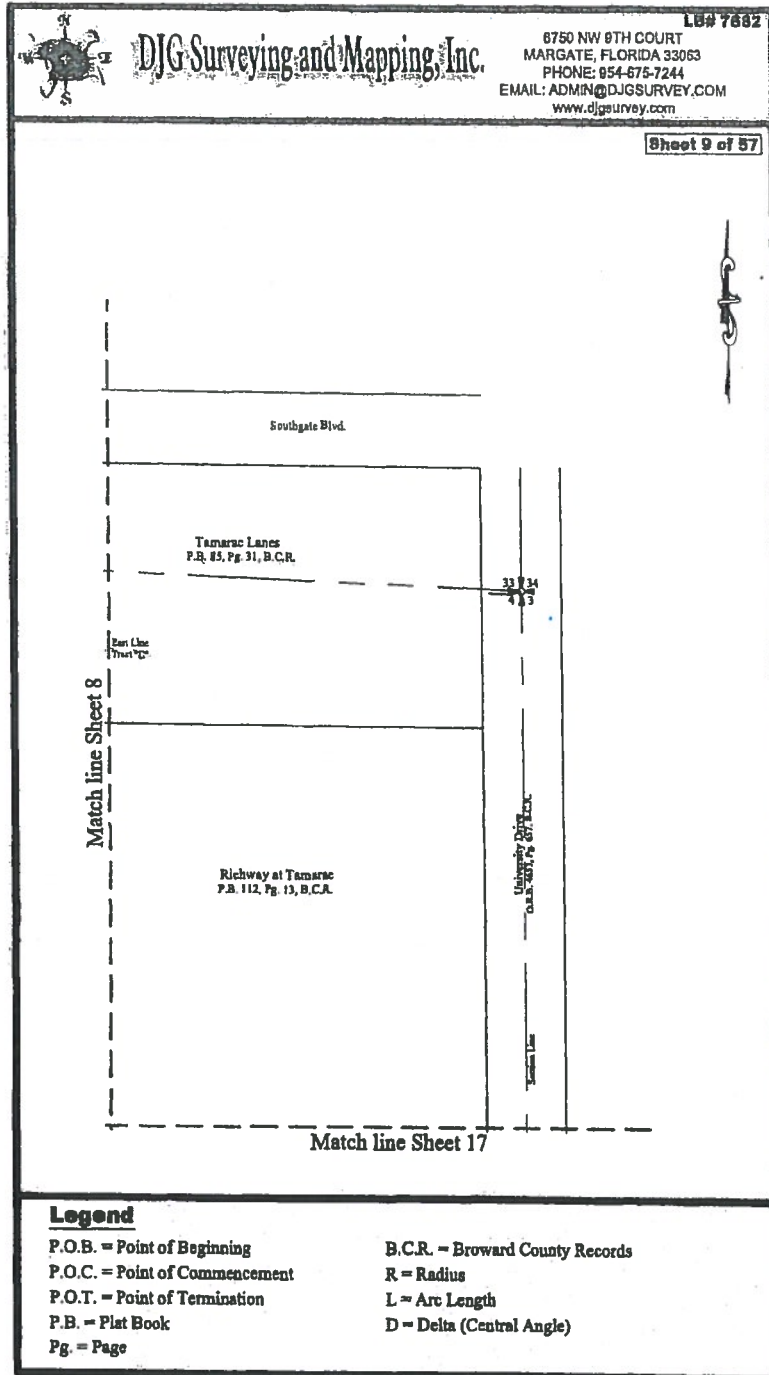 LB# 7682
DJG Surveying and Mapping, Inc.
6750 NW 9TH COURT
MARGATE, FLORIDA 33063
PHONE: 954-675-7244
EMAIL: ADMIN@DJGSURVEY.COM
www.djgsurvey.com
N
W
E
S
Sheet 9 of 57
Southgate Blvd.
Tamarac Lanes
P.B. 85, Pg. 31, B.C.R.
33 34
4 3
East Line
Tract "C"
Match line Sheet 8
Richway at Tamarac
P.B. 112, Pg. 13, B.C.R.
University Drive
O.R.B. Pg. B.C.R.
Section Line
Match line Sheet 17
Legend
P.O.B. = Point of Beginning
P.O.C. = Point of Commencement
P.O.T. = Point of Termination
P.B. = Plat Book
Pg. = Page
B.C.R. = Broward County Records
R = Radius
L = Arc Length
D = Delta (Central Angle)